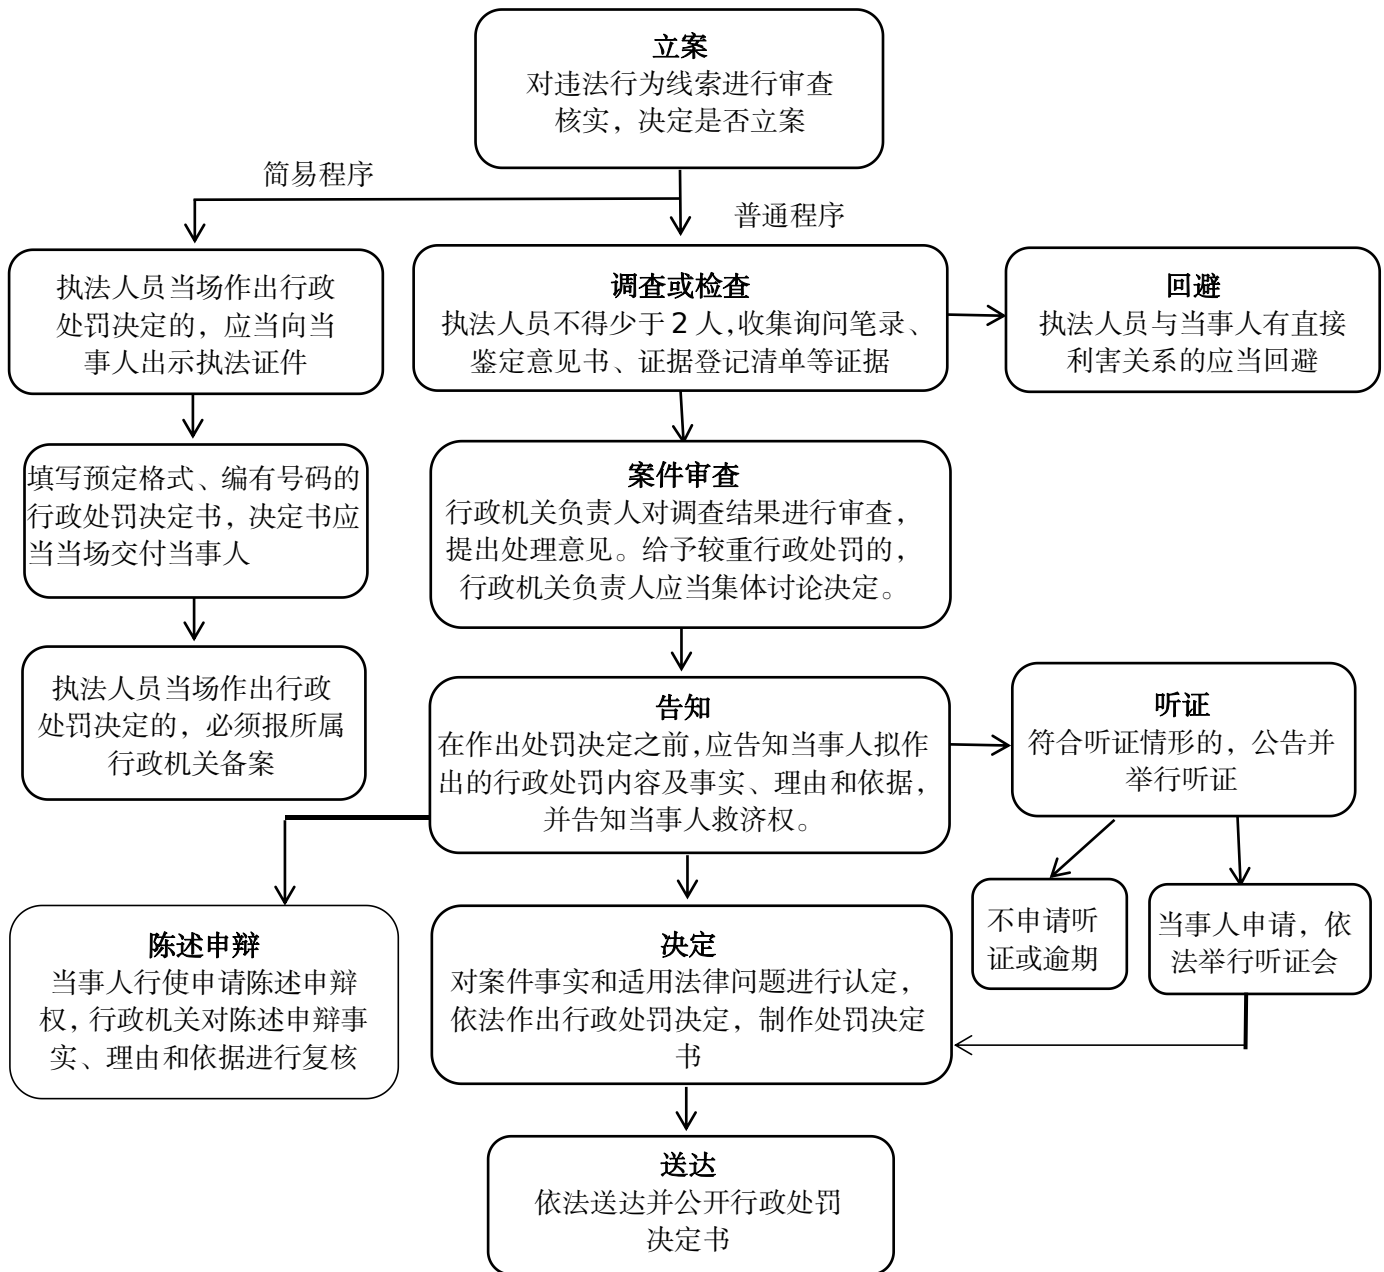 立案
对违法行为线索进行审查
核实，决定是否立案
简易程序
普通程序
执法人员当场作出行政
处罚决定的，应当向当
事人出示执法证件
调查或检查
执法人员不得少于2人,收集询问笔录、
鉴定意见书、证据登记清单等证据
回避
执法人员与当事人有直接
利害关系的应当回避
填写预定格式、编有号码的
行政处罚决定书，决定书应
当当场交付当事人
案件审查
行政机关负责人对调查结果进行审查，
提出处理意见。给予较重行政处罚的，
行政机关负责人应当集体讨论决定。
执法人员当场作出行政
处罚决定的，必须报所属
行政机关备案
告知
在作出处罚决定之前,应告知当事人拟作
出的行政处罚内容及事实、理由和依据，
并告知当事人救济权。
听证
符合听证情形的，公告并
举行听证
不申请听
证或逾期
当事人申请，依
法举行听证会
陈述申辩
当事人行使申请陈述申辩
权，行政机关对陈述申辩事
实、理由和依据进行复核
决定
对案件事实和适用法律问题进行认定，
依法作出行政处罚决定，制作处罚决定
书
送达
依法送达并公开行政处罚
决定书